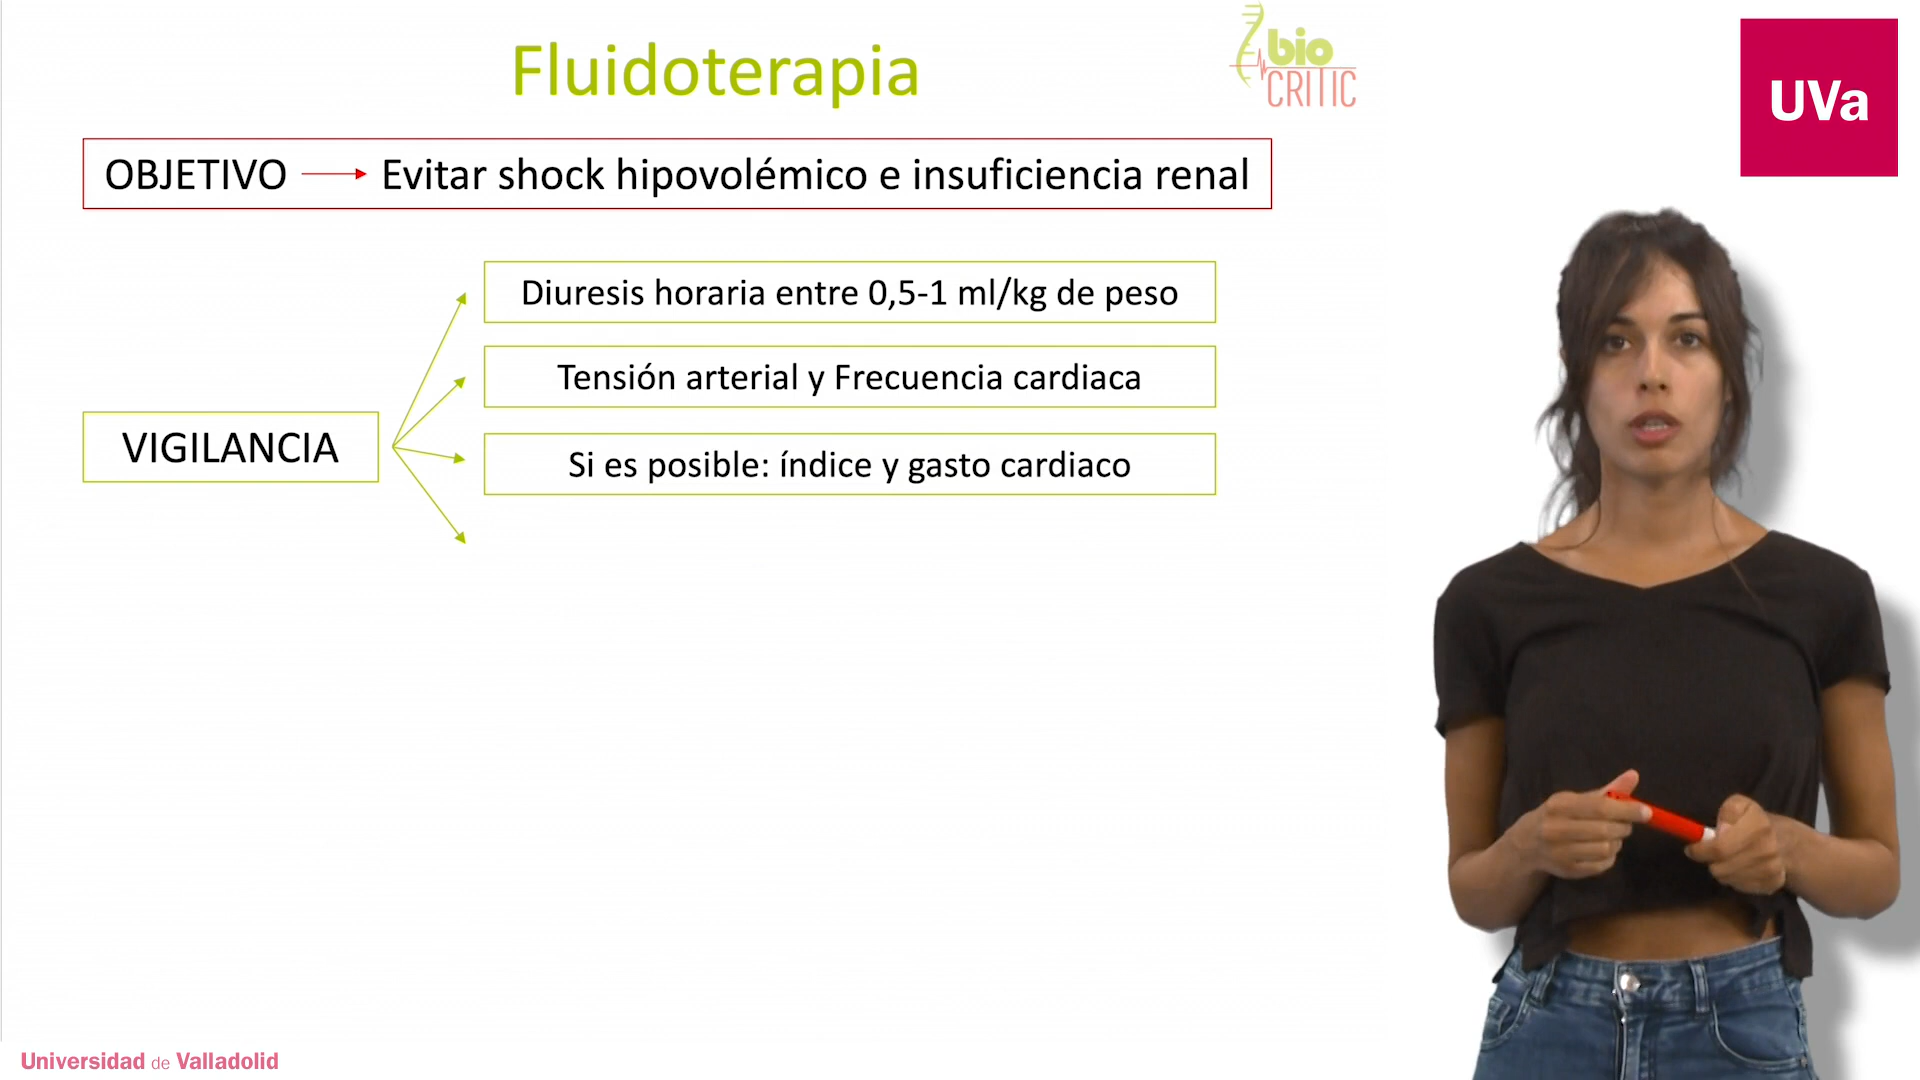 Fluidoterapia
bio
CRITIC
UVa
OBJETIVO Evitar shock hipovolémico e insuficiencia renal
Diuresis horaria entre 0,5-1 ml/kg de peso
Tensión arterial y Frecuencia cardiaca
VIGILANCIA
Si es posible: índice y gasto cardiaco
Universidad de Valladolid